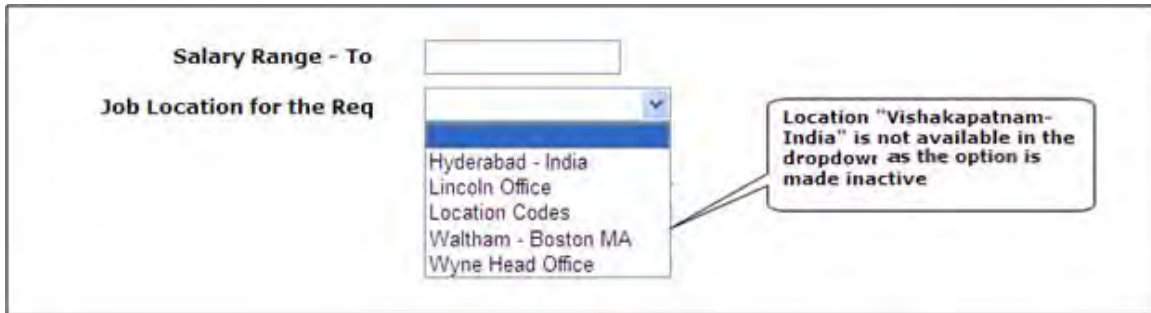 Salary Range - To
Job Location for the Req
Hyderabad - India
Lincoln Office
Location Codes
Waltham - Boston MA
Wyne Head Office
Location "Vishakapatnam-
India" is not available in the
dropdowr as the option is
made inactive